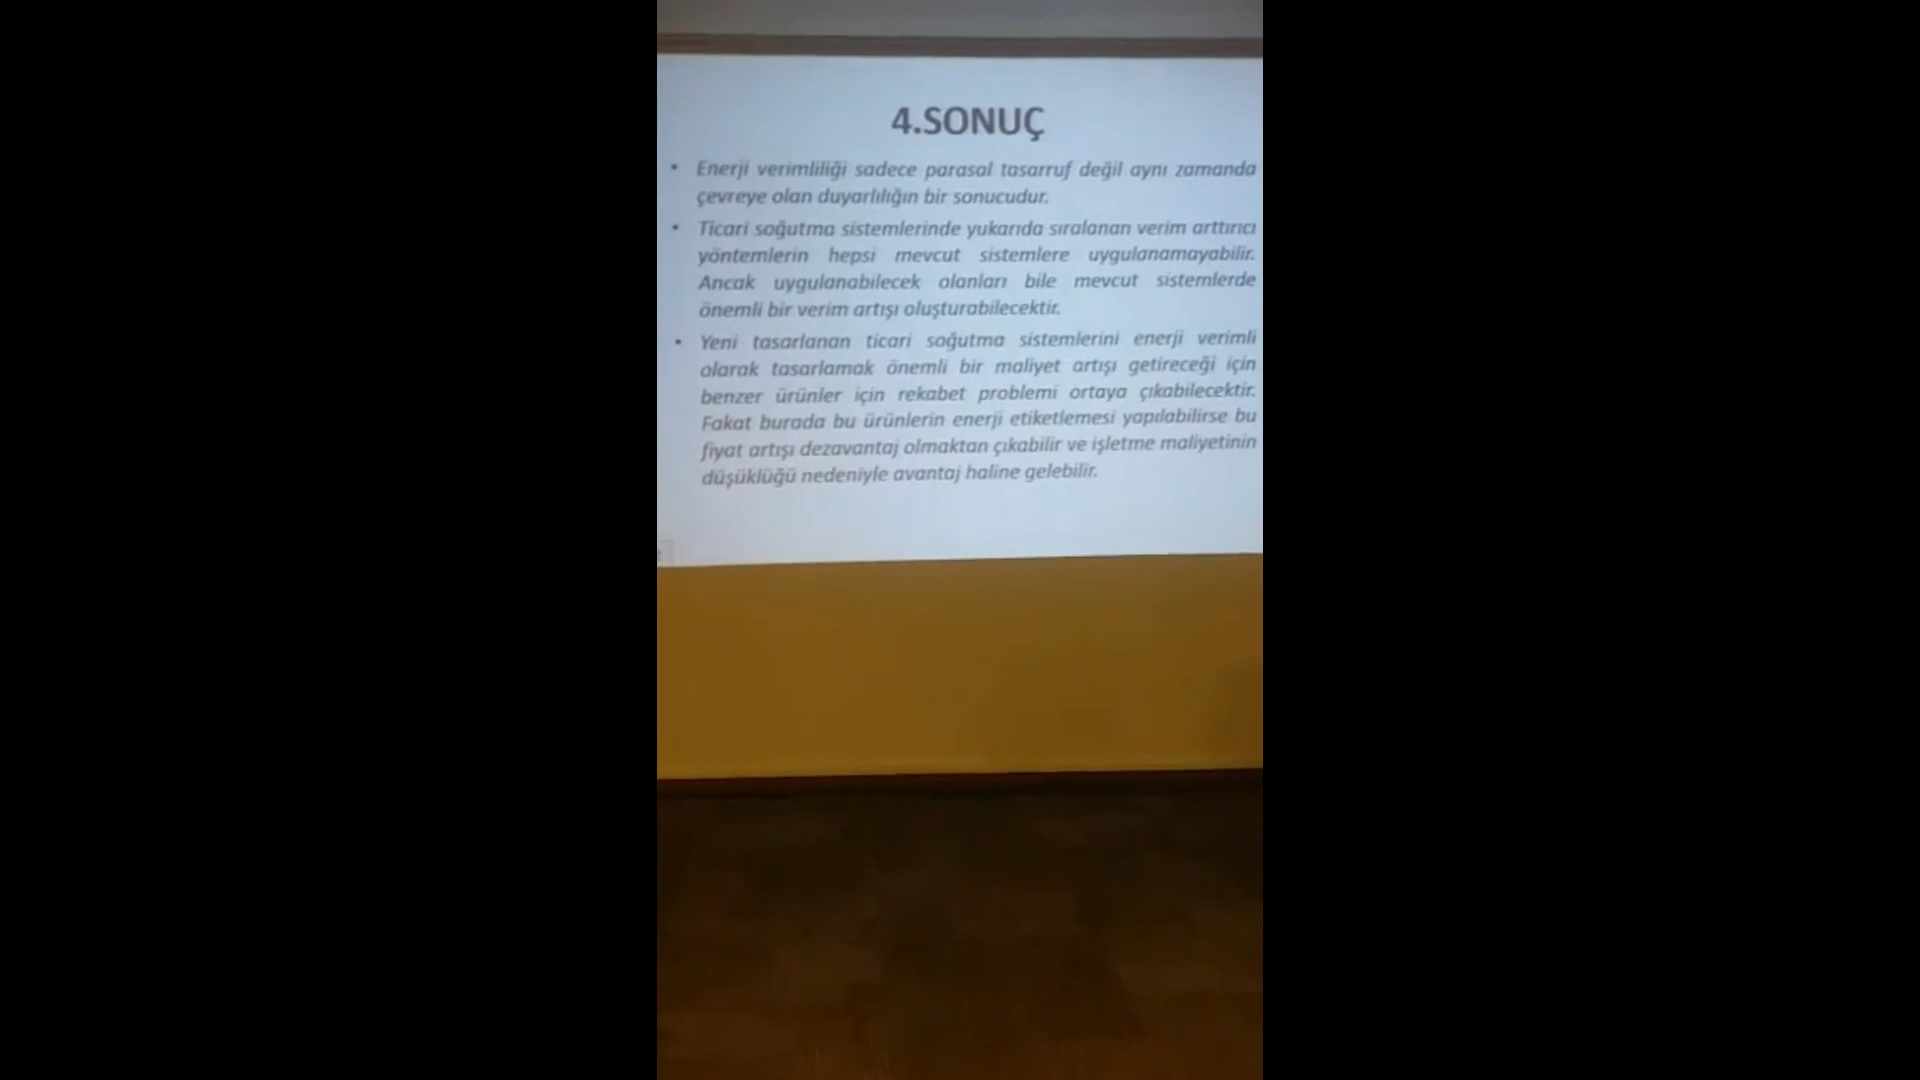 4.SONUÇ
• Enerji verimliliği sadece parasal tasarruf değil aynı zamanda
çevreye olan duyarlılığın bir sonucudur.
• Ticari soğutma sistemlerinde yukarıda sıralanan verim arttırıcı
yöntemlerin hepsi mevcut sistemlere uygulanamayabilir.
Ancak uygulanabilecek olanları bile mevcut sistemlerde
önemli bir verim artışı oluşturabilecektir.
• Yeni tasarlanan ticari soğutma sistemlerini enerji verimli
olarak tasarlamak önemli bir maliyet artışı getireceği için
benzer ürünler için rekabet problemi ortaya çıkabilecektir.
Fakat burada bu ürünlerin enerji etiketlemesi yapılabilirse bu
fiyat artışı dezavantaj olmaktan çıkabilir ve işletme maliyetinin
düşüklüğü nedeniyle avantaj haline gelebilir.